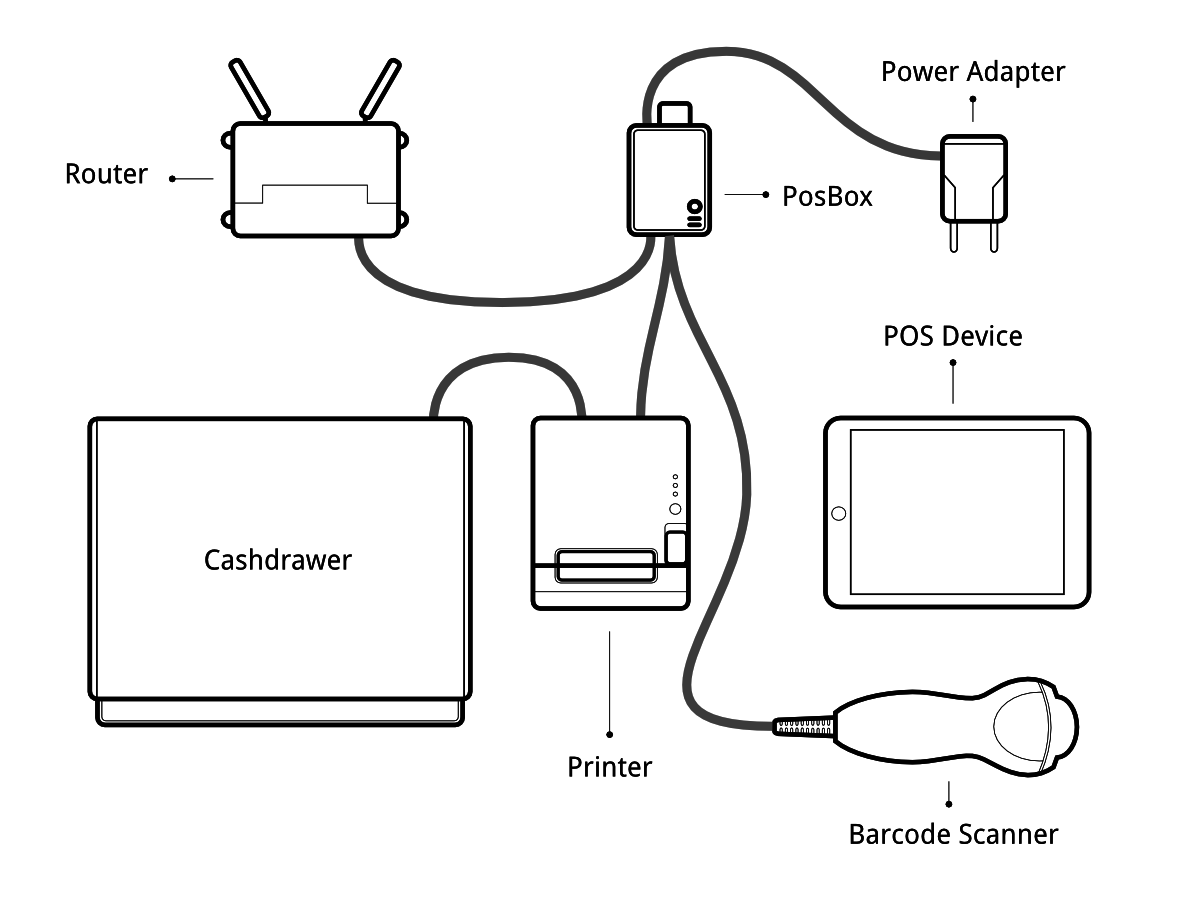 Power Adapter
Router
PosBox
POS Device
Cashdrawer
Printer
Barcode Scanner